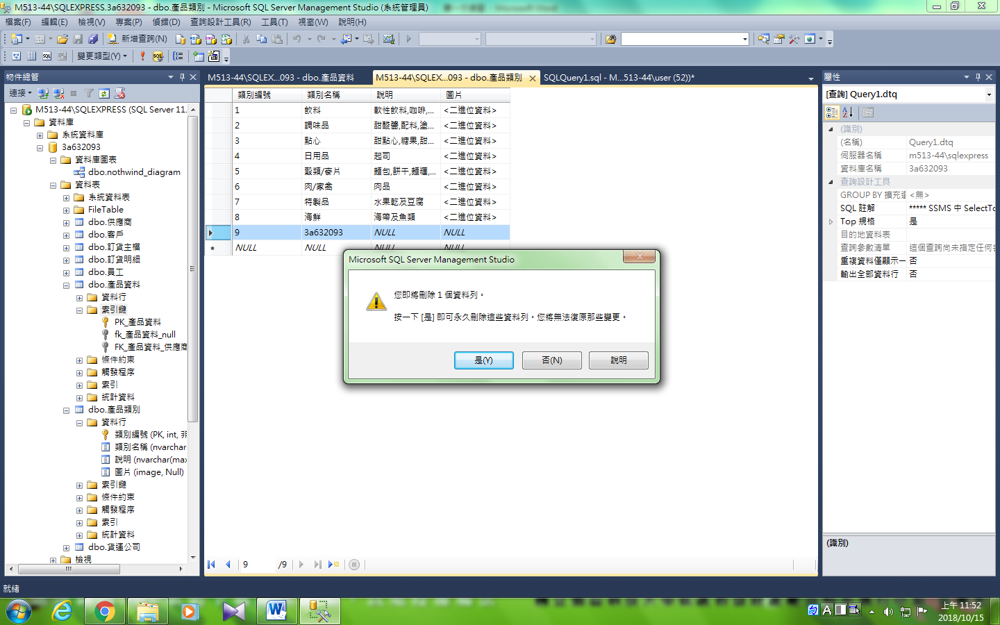 M513-44\SQLEXPRESS.3a632093 - dbo.產品類別 - Microsoft SQL Server Management Studio (系統管理員)
檔案(F) 編輯(E) 檢視(V) 專案(P) 偵錯(D) 查詢設計工具(R) 工具(T) 視窗(W) 說明(H)
新增查詢(N)
變更類型(Y)
物件總管
連接
M513-44\SQLEXPRESS (SQL Server 11.
資料庫
系統資料庫
3a632093
資料庫圖表
dbo.nothwind_diagram
資料表
系統資料表
FileTable
dbo.供應商
dbo.客戶
dbo.訂貨主檔
dbo.訂貨明細
dbo.員工
dbo.產品資料
資料行
索引鍵
PK_產品資料
fk_產品資料_null
FK_產品資料_供應商
條件約束
觸發程序
索引
統計資料
dbo.產品類別
資料行
類別編號 (PK, int, 非
類別名稱 (nvarchar
說明 (nvarchar(max
圖片 (image, Null)
索引鍵
條件約束
觸發程序
索引
統計資料
dbo.貨運公司
檢視
M513-44\SQLEX...093 - dbo.產品資料 M513-44\SQLEX...093 - dbo.產品類別 SQLQuery1.sql - M...513-44\user (52))*
類別編號 類別名稱 說明 圖片
1 飲料 軟性飲料,咖啡,... <二進位資料>
2 調味品 甜酸醬,配料,塗... <二進位資料>
3 點心 甜點心,糖果,甜... <二進位資料>
4 日用品 起司 <二進位資料>
5 穀類/麥片 麵包,餅干,麵糰,... <二進位資料>
6 肉/家禽 肉品 <二進位資料>
7 特製品 水果乾及豆腐 <二進位資料>
8 海鮮 海帶及魚類 <二進位資料>
9 3a632093 NULL NULL
NULL NULL
Microsoft SQL Server Management Studio
您即將刪除 1 個資料列。
按一下 [是] 即可永久刪除這些資料列。您將無法復原那些變更。
是(Y) 否(N) 說明
9 /9
屬性
[查詢] Query1.dtq
(識別)
(名稱) Query1.dtq
伺服器名稱 m513-44\sqlexpress
資料庫名稱 3a632093
查詢設計工具
GROUP BY 擴充 <無>
SQL 註解 ***** SSMS 中 SelectTo
Top 規格 是
目的地資料表
查詢參數清單 這個查詢尚未指定任何
重複資料僅顯示一 否
輸出全部資料行 否
(識別)
就緒
A
上午 11:52
2018/10/15